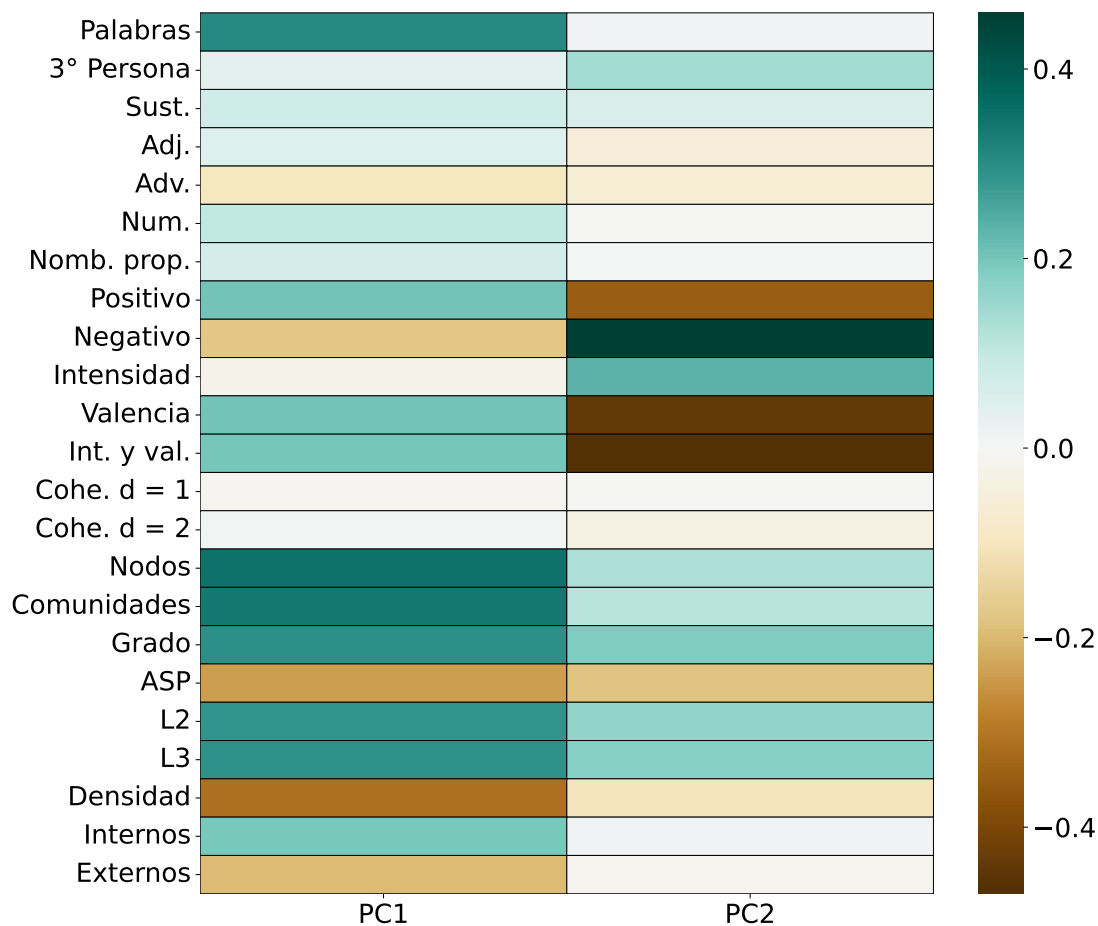 Palabras
3° Persona
Sust.
Adj.
Adv.
Num.
Nomb. prop.
Positivo
Negativo
Intensidad
Valencia
Int. y val.
Cohe. d = 1
Cohe. d = 2
Nodos
Comunidades
Grado
ASP
L2
L3
Densidad
Internos
Externos
PC1
PC2
0.4
0.2
0.0
−0.2
−0.4